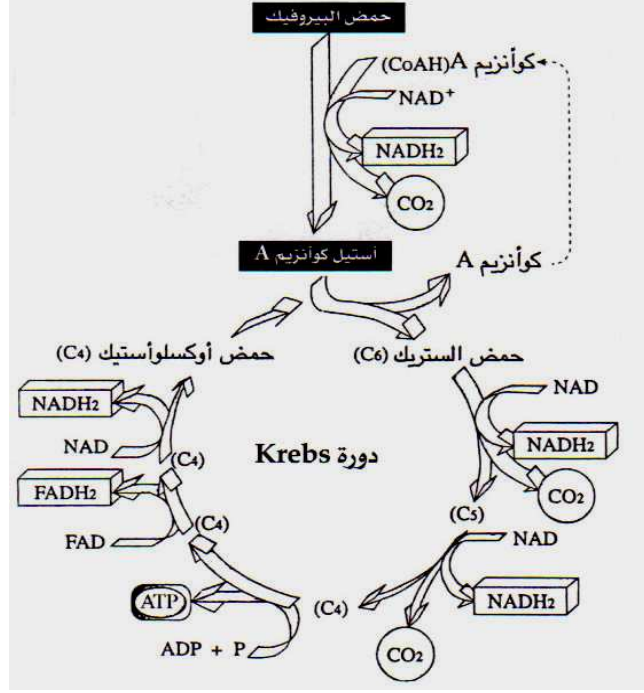 حمض البيروفيك
كوأنزيم A(CoAH)
NAD⁺
NADH₂
CO₂
أستيل كوأنزيم A
كوأنزيم A
حمض أوكسلوأستيك (C₄)
حمض الستريك (C₆)
NAD
NADH₂
CO₂
(C₅)
NAD
NADH₂
CO₂
(C₄)
ADP + P
ATP
(C₄)
FAD
FADH₂
(C₄)
NAD
NADH₂
دورة Krebs